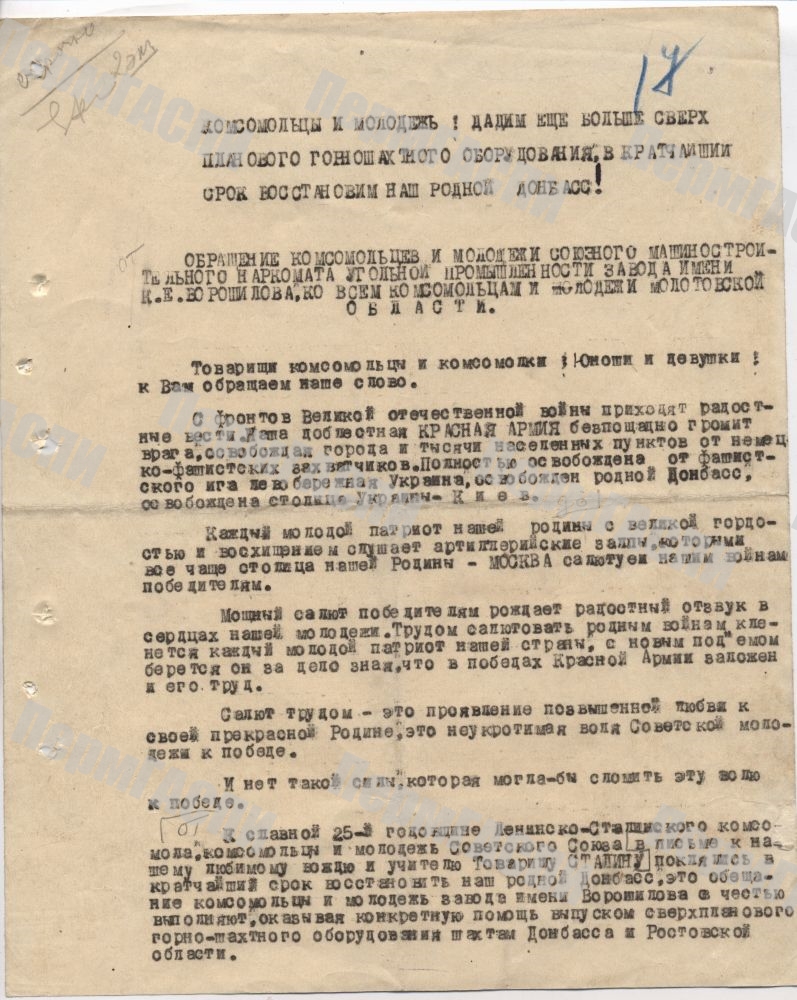 17
КОМСОМОЛЬЦЫ И МОЛОДЕЖЬ ! ДАДИМ ЕЩЕ БОЛЬШЕ СВЕРХ
ПЛАНОВОГО ГОРНОШАХТНОГО ОБОРУДОВАНИЯ, В КРАТЧАЙШИЙ
СРОК ВОССТАНОВИМ НАШ РОДНОЙ ДОНБАСС!
от
ОБРАЩЕНИЕ КОМСОМОЛЬЦЕВ И МОЛОДЕЖИ СОЮЗНОГО МАШИНОСТРОИ-
ТЕЛЬНОГО НАРКОМАТА УГОЛЬНОЙ ПРОМЫШЛЕННОСТИ ЗАВОДА ИМЕНИ
К.Е.ВОРОШИЛОВА, КО ВСЕМ КОМСОМОЛЬЦАМ И МОЛОДЕЖИ МОЛОТОВСКОЙ
О Б Л А С Т И.
Товарищи комсомольцы и комсомолки ! Юноши и девушки !
к Вам обращаем наше слово.
С фронтов Великой отечественной войны приходят радост-
ные вести. Наша доблестная КРАСНАЯ АРМИЯ безпощадно громит
врага, освобождая города и тысячи населенных пунктов от немец
ко-фашистских захватчиков. Полностью освобождена от фашист-
ского ига левобережная Украина, освобожден родной Донбасс,
освобождена столица Украины- К и е в.
Каждый молодой патриот нашей родины с великой гордо-
стью и восхищением слушает артиллерийские залпы, которыми
все чаще столица нашей Родины - МОСКВА салютуем нашим войнам
победителям.
Мощный салют победителям рождает радостный отзвук в
сердцах нашей молодежи. Трудом салютовать родным войнам кля-
нется каждый молодой патриот нашей страны, с новым под"емом
берется он за дело зная, что в победах Красной Армии заложен
и его труд.
Салют трудом - это проявление позвышенной любви к
своей прекрасной Родине, это неукротимая воля Советской моло-
дежи к победе.
И нет такой силы, которая могла-бы сломить эту волю
к победе.
от
К славной 25-й годовщине Ленинско-Сталинского комсо-
мола, комсомольцы и молодежь Советского Союза в письме к на-
шему любимому вождю и учителю Товарищу СТАЛИНУ поклялись в
кратчайший срок восстановить наш родной Донбасс, это обеща-
ние комсомольцы и молодежь завода имени Ворошилова с честью
выполняют, оказывая конкретную помощь выпуском сверхпланового
горно-шахтного оборудования шахтам Донбасса и Ростовской
области.